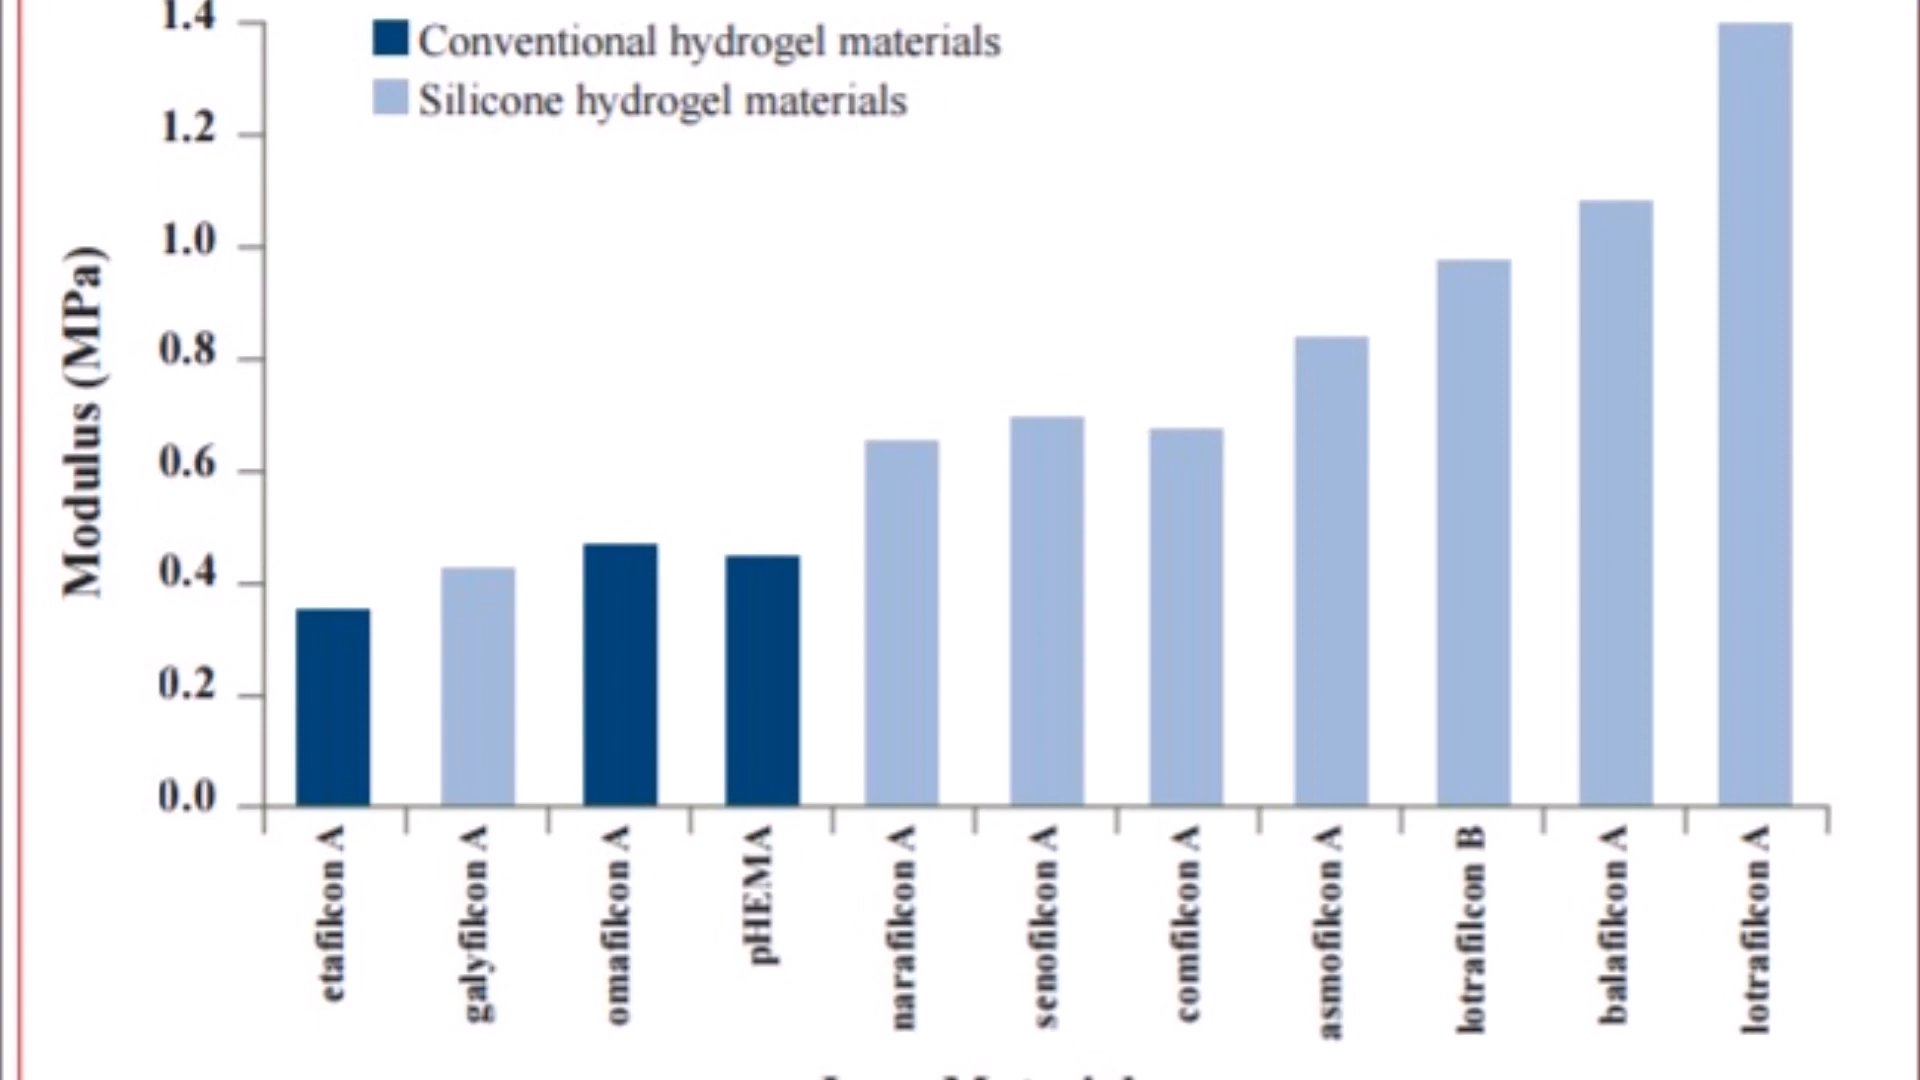 1.4
Conventional hydrogel materials
Silicone hydrogel materials
1.2
1.0
0.8
0.6
0.4
0.2
0.0
Modulus (MPa)
etafilcon A
galyfilcon A
omafilcon A
pHEMA
narafilcon A
senofilcon A
comfilcon A
asmofilcon A
lotrafilcon B
balafilcon A
lotrafilcon A